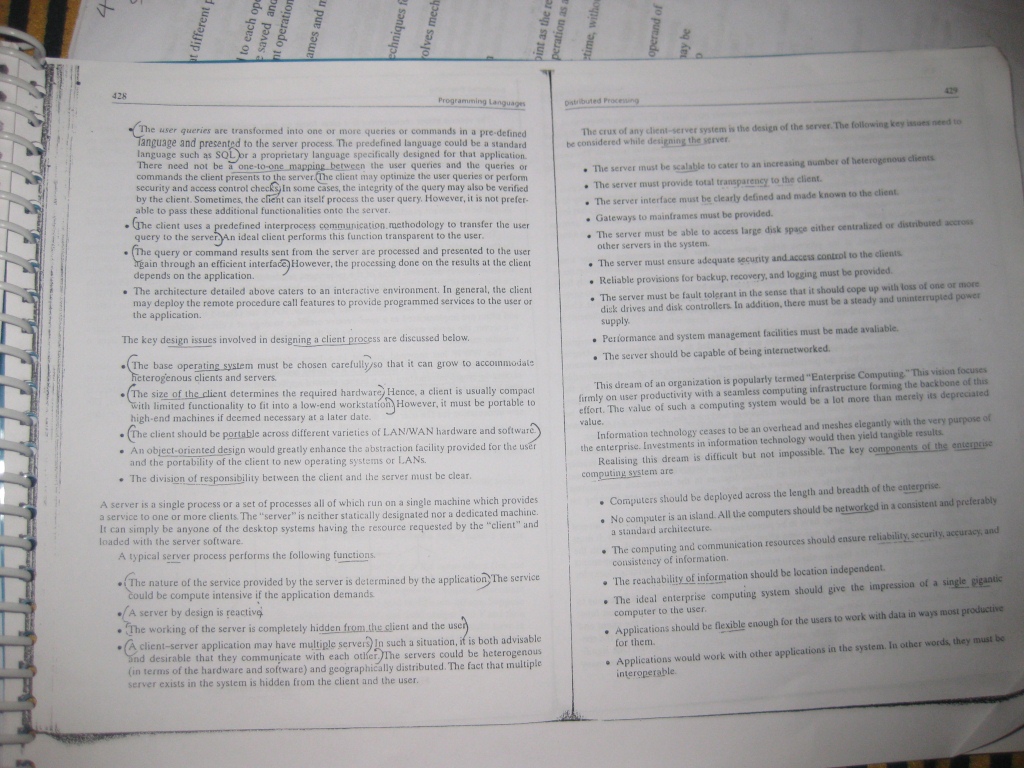 428
Programming Languages
• The user queries are transformed into one or more queries or commands in a pre-defined
language and presented to the server process. The predefined language could be a standard
language such as SQL or a proprietary language specifically designed for that application.
There need not be a one-to-one mapping between the user queries and the queries or
commands the client presents to the server. The client may optimize the user queries or perform
security and access control checks. In some cases, the integrity of the query may also be verified
by the client. Sometimes, the client can itself process the user query. However, it is not prefer-
able to pass these additional functionalities onto the server.
• The client uses a predefined interprocess communication methodology to transfer the user
query to the server. An ideal client performs this function transparent to the user.
• The query or command results sent from the server are processed and presented to the user
again through an efficient interface. However, the processing done on the results at the client
depends on the application.
• The architecture detailed above caters to an interactive environment. In general, the client
may deploy the remote procedure call features to provide programmed services to the user or
the application.
The key design issues involved in designing a client process are discussed below.
• The base operating system must be chosen carefully so that it can grow to accommodate
heterogenous clients and servers.
• The size of the client determines the required hardware. Hence, a client is usually compact
with limited functionality to fit into a low-end workstation. However, it must be portable to
high-end machines if deemed necessary at a later date.
• The client should be portable across different varieties of LAN/WAN hardware and software.
• An object-oriented design would greatly enhance the abstraction facility provided for the user
and the portability of the client to new operating systems or LANs.
• The division of responsibility between the client and the server must be clear.
A server is a single process or a set of processes all of which run on a single machine which provides
a service to one or more clients. The "server" is neither statically designated nor a dedicated machine.
It can simply be anyone of the desktop systems having the resource requested by the "client" and
loaded with the server software.
A typical server process performs the following functions.
• The nature of the service provided by the server is determined by the application. The service
could be compute intensive if the application demands.
• A server by design is reactive.
• The working of the server is completely hidden from the client and the user.
• A client-server application may have multiple servers. In such a situation, it is both advisable
and desirable that they communicate with each other. The servers could be heterogenous
(in terms of the hardware and software) and geographically distributed. The fact that multiple
server exists in the system is hidden from the client and the user.
Distributed Processing
429
The crux of any client-server system is the design of the server. The following key issues need to
be considered while designing the server.
• The server must be scalable to cater to an increasing number of heterogenous clients.
• The server must provide total transparency to the client.
• The server interface must be clearly defined and made known to the client.
• Gateways to mainframes must be provided.
• The server must be able to access large disk space either centralized or distributed accross
other servers in the system.
• The server must ensure adequate security and access control to the clients.
• Reliable provisions for backup, recovery, and logging must be provided.
• The server must be fault tolerant in the sense that it should cope up with loss of one or more
disk drives and disk controllers. In addition, there must be a steady and uninterrupted power
supply.
• Performance and system management facilities must be made avaliable.
• The server should be capable of being internetworked.
This dream of an organization is popularly termed "Enterprise Computing." This vision focuses
firmly on user productivity with a seamless computing infrastructure forming the backbone of this
effort. The value of such a computing system would be a lot more than merely its depreciated
value.
Information technology ceases to be an overhead and meshes elegantly with the very purpose of
the enterprise. Investments in information technology would then yield tangible results.
Realising this dream is difficult but not impossible. The key components of the enterprise
computing system are
• Computers should be deployed across the length and breadth of the enterprise.
• No computer is an island. All the computers should be networked in a consistent and preferably
a standard architecture.
• The computing and communication resources should ensure reliability, security, accuracy, and
consistency of information.
• The reachability of information should be location independent.
• The ideal enterprise computing system should give the impression of a single gigantic
computer to the user.
• Applications should be flexible enough for the users to work with data in ways most productive
for them.
• Applications would work with other applications in the system. In other words, they must be
interoperable.